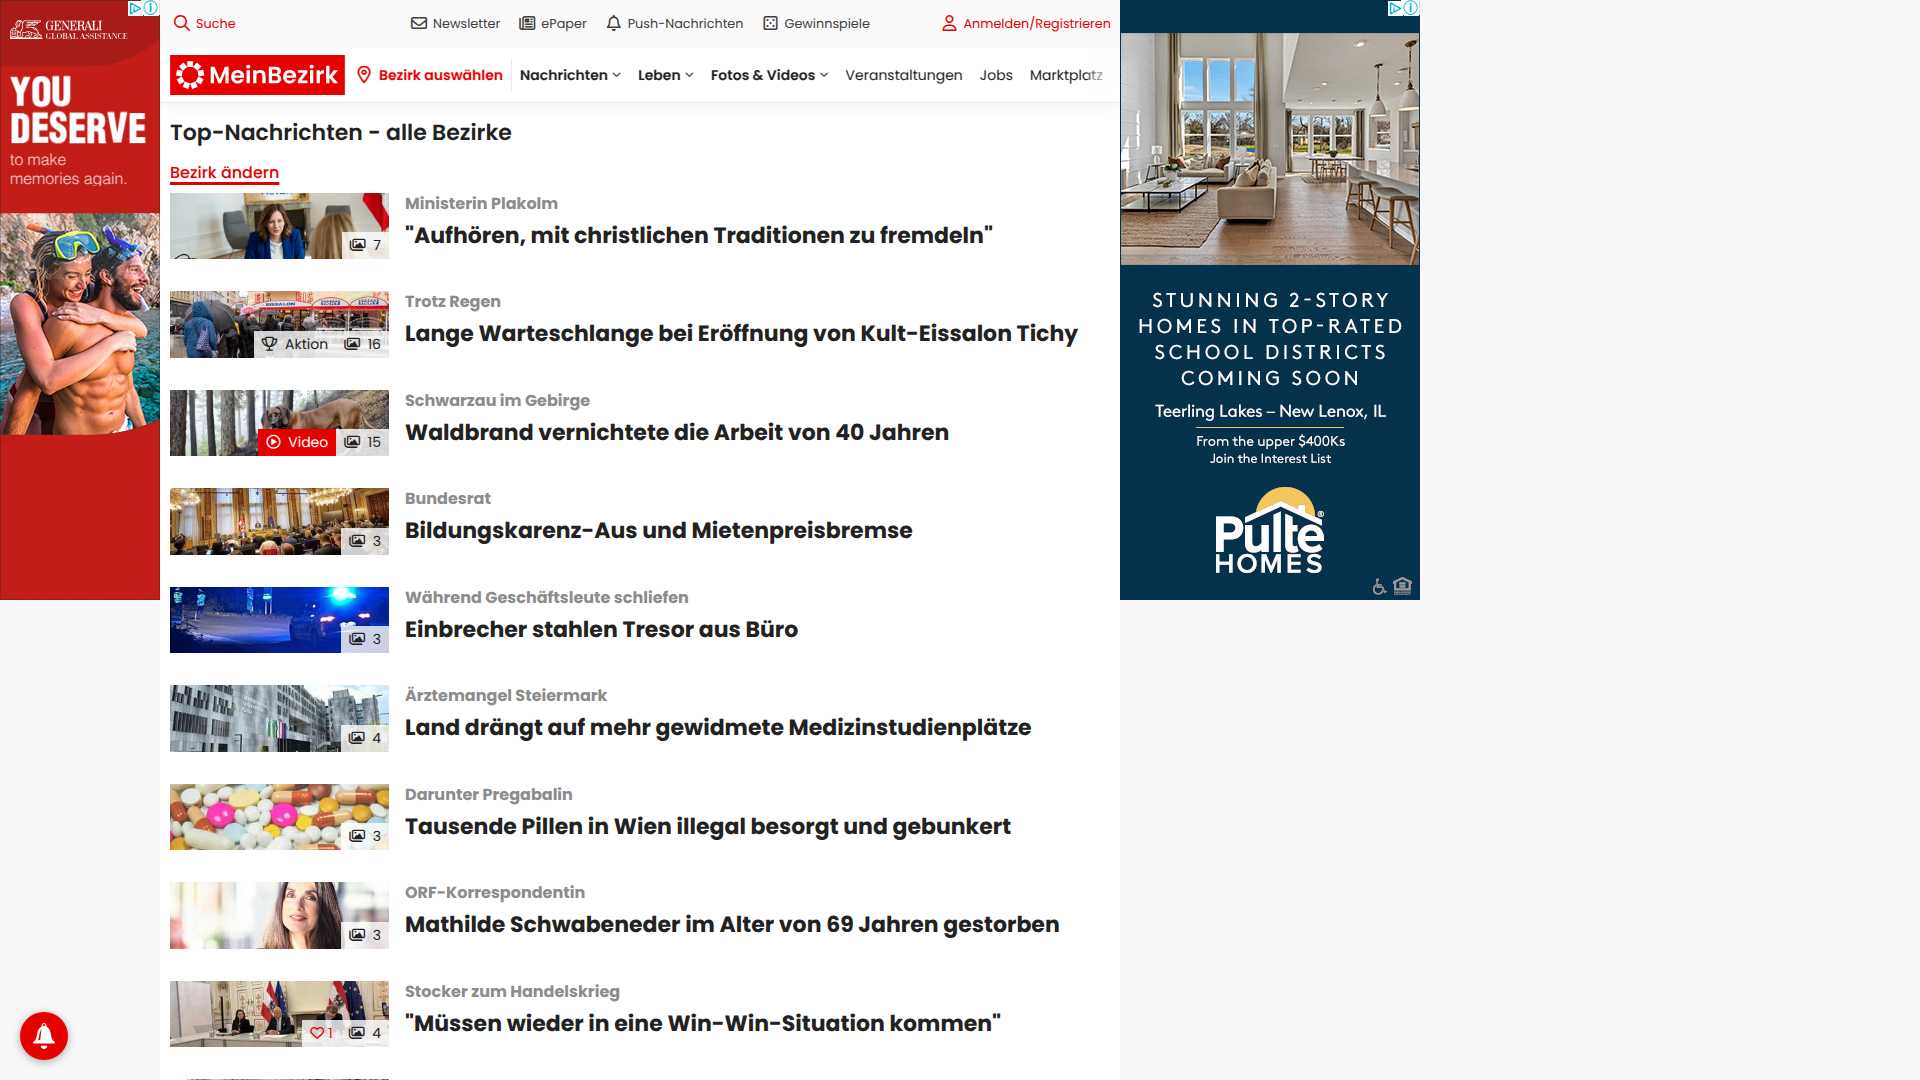 GENERALI
GLOBAL ASSISTANCE
YOU
DESERVE
to make
memories again.
Suche
Newsletter
ePaper
Push-Nachrichten
Gewinnspiele
Anmelden/Registrieren
MeinBezirk
Bezirk auswählen
Nachrichten
Leben
Fotos & Videos
Veranstaltungen
Jobs
Marktplatz
Top-Nachrichten - alle Bezirke
Bezirk ändern
7
Ministerin Plakolm
"Aufhören, mit christlichen Traditionen zu fremdeln"
Aktion 16
Trotz Regen
Lange Warteschlange bei Eröffnung von Kult-Eissalon Tichy
Video 15
Schwarzau im Gebirge
Waldbrand vernichtete die Arbeit von 40 Jahren
3
Bundesrat
Bildungskarenz-Aus und Mietenpreisbremse
3
Während Geschäftsleute schliefen
Einbrecher stahlen Tresor aus Büro
4
Ärztemangel Steiermark
Land drängt auf mehr gewidmete Medizinstudienplätze
3
Darunter Pregabalin
Tausende Pillen in Wien illegal besorgt und gebunkert
3
ORF-Korrespondentin
Mathilde Schwabeneder im Alter von 69 Jahren gestorben
1 4
Stocker zum Handelskrieg
"Müssen wieder in eine Win-Win-Situation kommen"
STUNNING 2-STORY
HOMES IN TOP-RATED
SCHOOL DISTRICTS
COMING SOON
Teerling Lakes – New Lenox, IL
From the upper $400Ks
Join the Interest List
Pulte®
HOMES